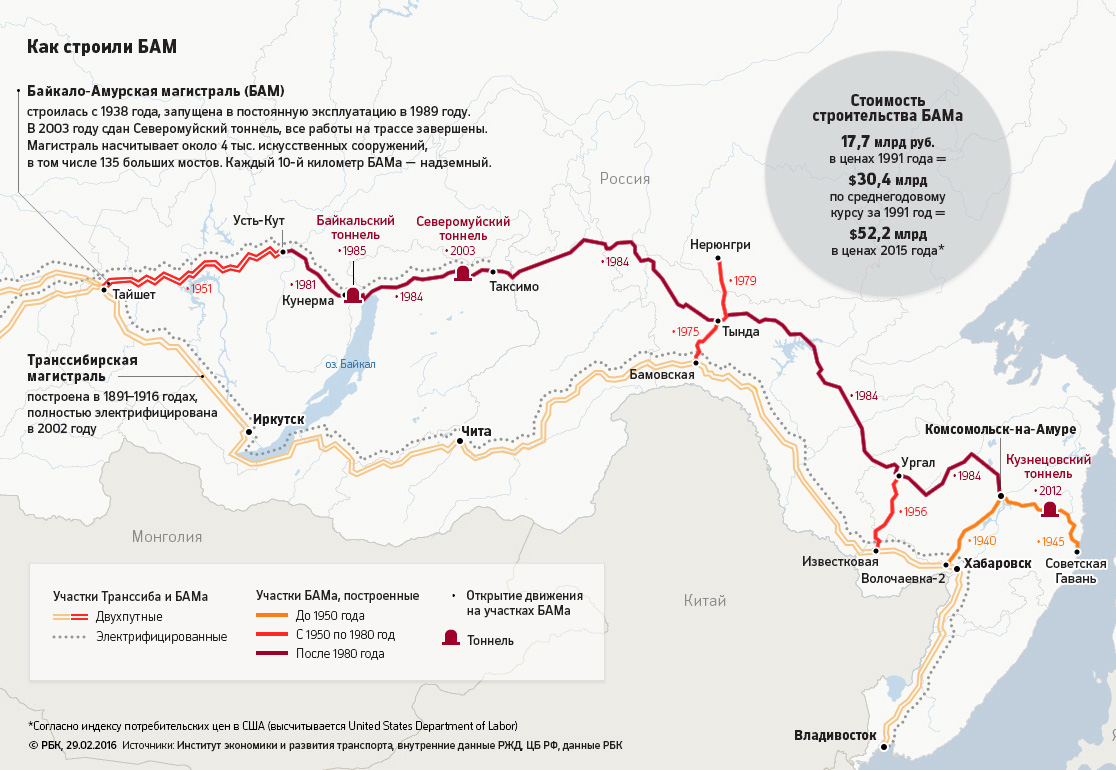 Как строили БАМ
Байкало-Амурская магистраль (БАМ)
строилась с 1938 года, запущена в постоянную эксплуатацию в 1989 году.
В 2003 году сдан Северомуйский тоннель, все работы на трассе завершены.
Магистраль насчитывает около 4 тыс. искусственных сооружений,
в том числе 135 больших мостов. Каждый 10-й километр БАМа — надземный.
Стоимость
строительства БАМа
17,7 млрд руб.
в ценах 1991 года =
$30,4 млрд
по среднегодовому
курсу за 1991 год =
$52,2 млрд
в ценах 2015 года*
Россия
Усть-Кут
Байкальский
тоннель
•1985
Северомуйский
тоннель
•2003
Нерюнгри
•1984
•1979
Тайшет
•1951
•1981
Кунерма
•1984
Таксимо
•1975
Тында
Транссибирская
магистраль
построена в 1891–1916 годах,
полностью электрифицирована
в 2002 году
оз. Байкал
Бамовская
•1984
Иркутск
Чита
Комсомольск-на-Амуре
Ургал
•1984
Кузнецовский
тоннель
•2012
•1956
Монголия
•1940
•1945
Известковая
Волочаевка-2
Хабаровск
Советская
Гавань
Китай
Участки Транссиба и БАМа
Двухпутные
Электрифицированные
Участки БАМа, построенные
До 1950 года
С 1950 по 1980 год
После 1980 года
• Открытие движения
на участках БАМа
Тоннель
Владивосток
*Согласно индексу потребительских цен в США (высчитывается United States Department of Labor)
© РБК, 29.02.2016 Источники: Институт экономики и развития транспорта, внутренние данные РЖД, ЦБ РФ, данные РБК